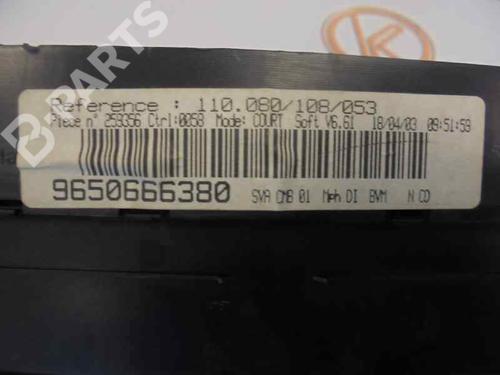 B PARTS
K
Reference : 110.080/108/053
Piece n° 259356 Ctrl:0058 Mode: COURT Soft V6.61 18/04/03 09:51:59
9650666380 SVA CMB 01 Mph DI BVM N CO